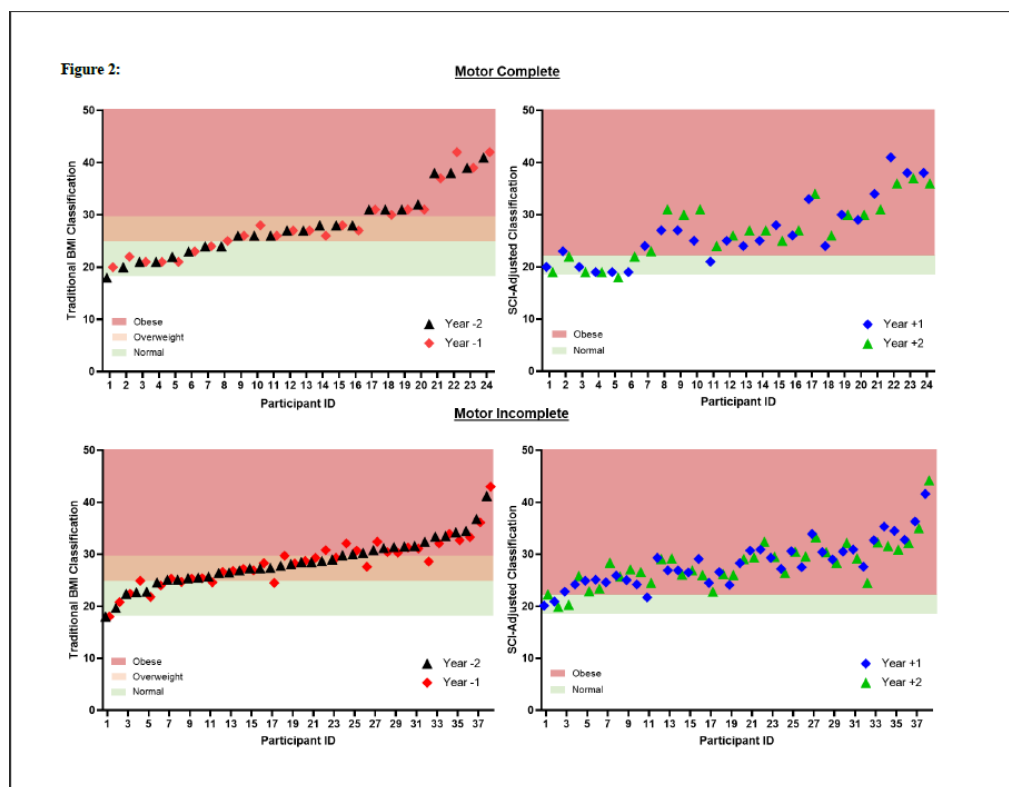 Figure 2:
Motor Complete
Traditional BMI Classification
50
40
30
20
10
0
Obese
Overweight
Normal
Year -2
Year -1
1 2 3 4 5 6 7 8 9 10 11 12 13 14 15 16 17 18 19 20 21 22 23 24
Participant ID
SCI-Adjusted Classification
50
40
30
20
10
0
Obese
Normal
Year +1
Year +2
1 2 3 4 5 6 7 8 9 10 11 12 13 14 15 16 17 18 19 20 21 22 23 24
Participant ID
Motor Incomplete
Traditional BMI Classification
50
40
30
20
10
0
Obese
Overweight
Normal
Year -2
Year -1
1 3 5 7 9 11 13 15 17 19 21 23 25 27 29 31 33 35 37
Participant ID
SCI-Adjusted Classification
50
40
30
20
10
0
Obese
Normal
Year +1
Year +2
1 3 5 7 9 11 13 15 17 19 21 23 25 27 29 31 33 35 37
Participant ID